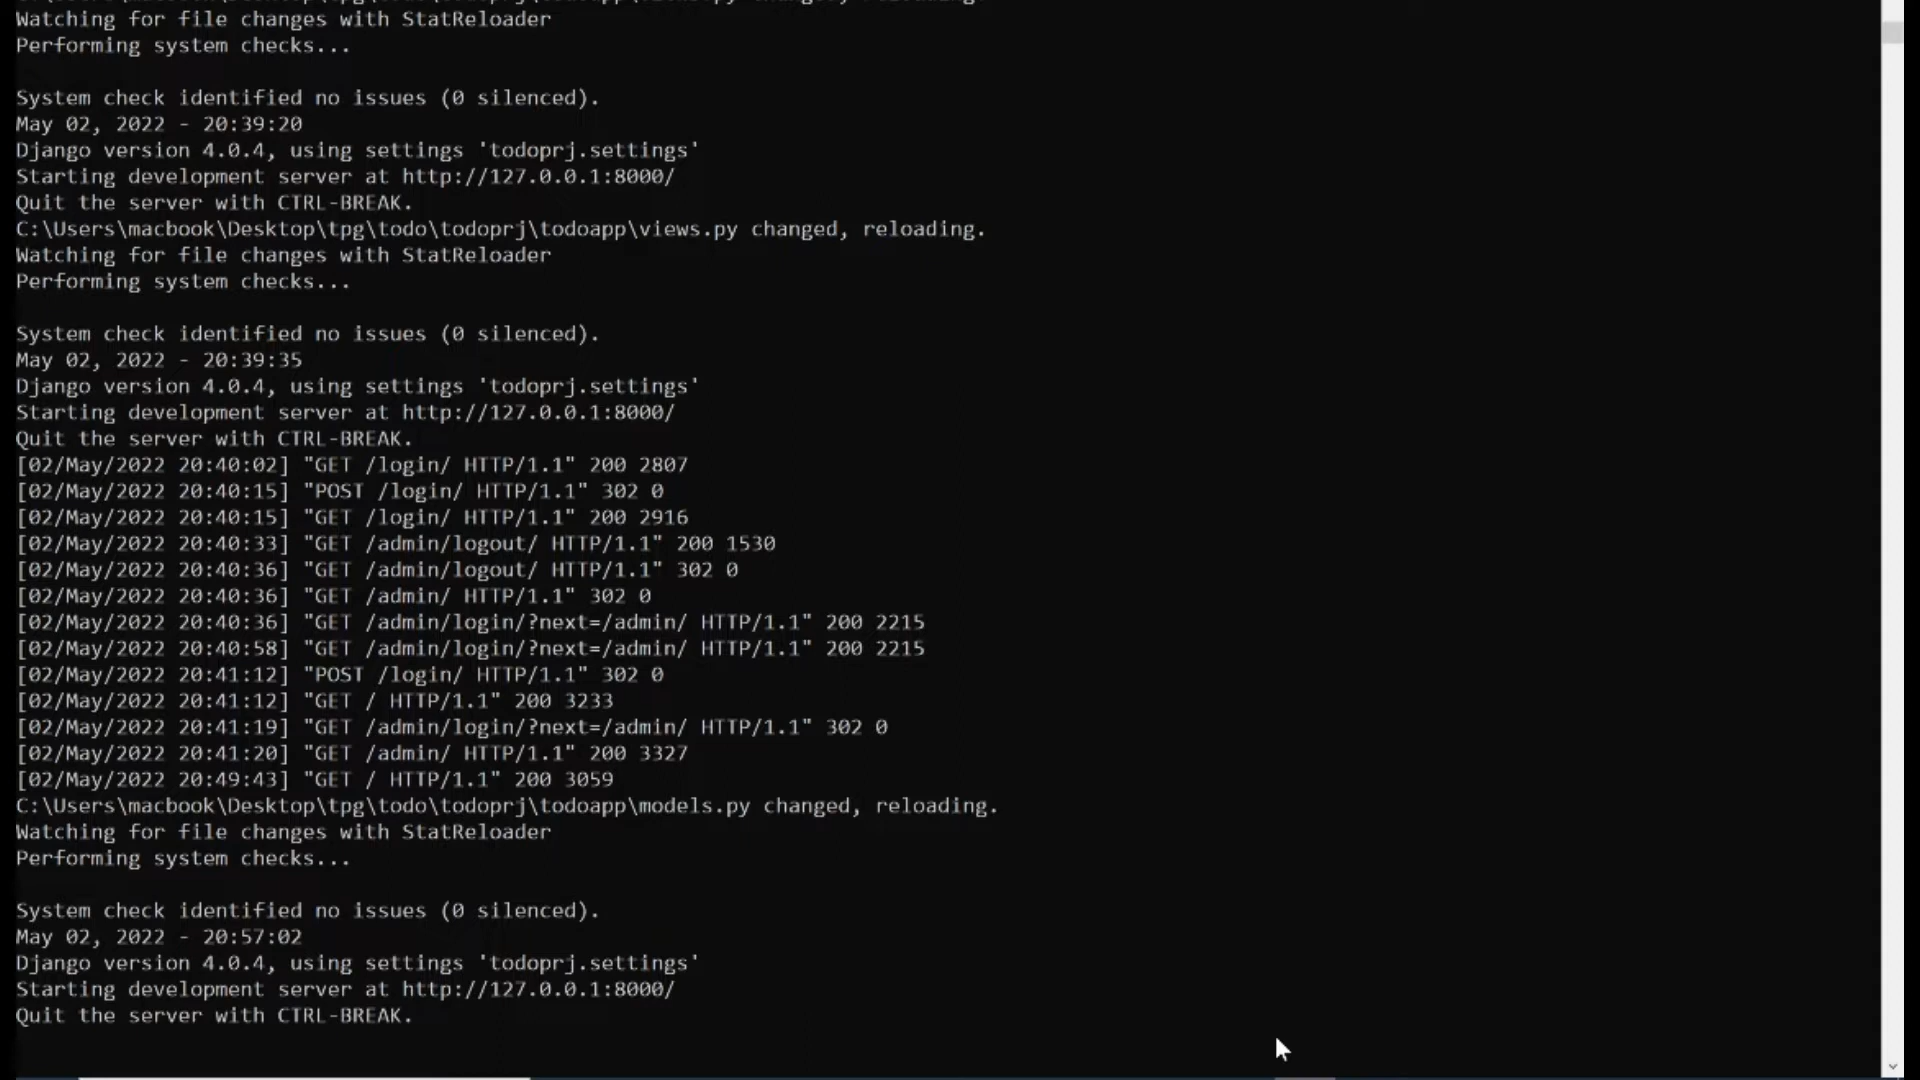 Watching for file changes with StatReloader
Performing system checks...
System check identified no issues (0 silenced).
May 02, 2022 - 20:39:20
Django version 4.0.4, using settings 'todoprj.settings'
Starting development server at http://127.0.0.1:8000/
Quit the server with CTRL-BREAK.
C:\Users\macbook\Desktop\tpg\todo\todoprj\todoapp\views.py changed, reloading.
Watching for file changes with StatReloader
Performing system checks...
System check identified no issues (0 silenced).
May 02, 2022 - 20:39:35
Django version 4.0.4, using settings 'todoprj.settings'
Starting development server at http://127.0.0.1:8000/
Quit the server with CTRL-BREAK.
[02/May/2022 20:40:02] "GET /login/ HTTP/1.1" 200 2807
[02/May/2022 20:40:15] "POST /login/ HTTP/1.1" 302 0
[02/May/2022 20:40:15] "GET /login/ HTTP/1.1" 200 2916
[02/May/2022 20:40:33] "GET /admin/logout/ HTTP/1.1" 200 1530
[02/May/2022 20:40:36] "GET /admin/logout/ HTTP/1.1" 302 0
[02/May/2022 20:40:36] "GET /admin/ HTTP/1.1" 302 0
[02/May/2022 20:40:36] "GET /admin/login/?next=/admin/ HTTP/1.1" 200 2215
[02/May/2022 20:40:58] "GET /admin/login/?next=/admin/ HTTP/1.1" 200 2215
[02/May/2022 20:41:12] "POST /login/ HTTP/1.1" 302 0
[02/May/2022 20:41:12] "GET / HTTP/1.1" 200 3233
[02/May/2022 20:41:19] "GET /admin/login/?next=/admin/ HTTP/1.1" 302 0
[02/May/2022 20:41:20] "GET /admin/ HTTP/1.1" 200 3327
[02/May/2022 20:49:43] "GET / HTTP/1.1" 200 3059
C:\Users\macbook\Desktop\tpg\todo\todoprj\todoapp\models.py changed, reloading.
Watching for file changes with StatReloader
Performing system checks...
System check identified no issues (0 silenced).
May 02, 2022 - 20:57:02
Django version 4.0.4, using settings 'todoprj.settings'
Starting development server at http://127.0.0.1:8000/
Quit the server with CTRL-BREAK.